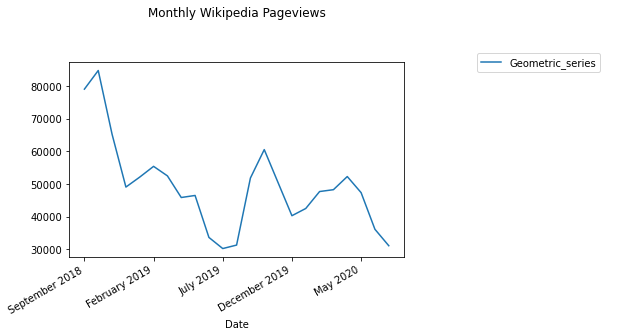 Monthly Wikipedia Pageviews
Geometric_series
80000
70000
60000
50000
40000
30000
September 2018
February 2019
July 2019
December 2019
May 2020
Date